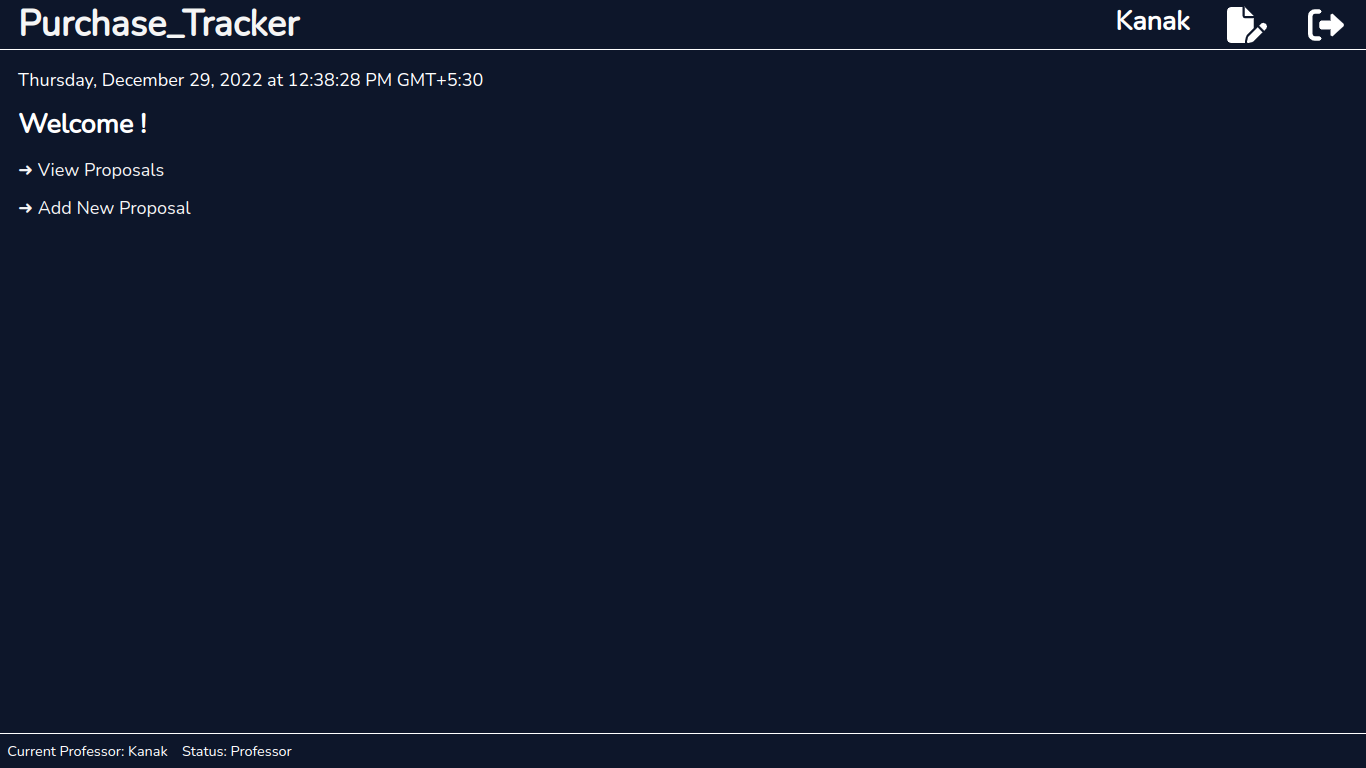 Purchase_Tracker
Kanak
Thursday, December 29, 2022 at 12:38:28 PM GMT+5:30
Welcome !
➜ View Proposals
➜ Add New Proposal
Current Professor: Kanak Status: Professor